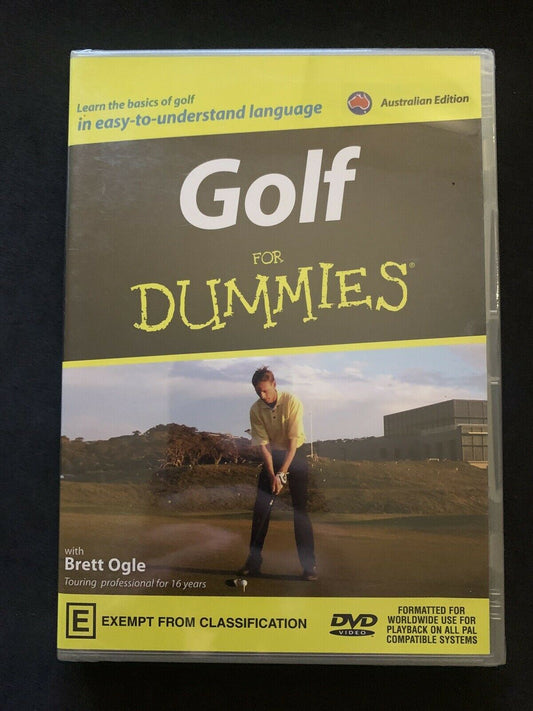 Learn the basics of golf
in easy-to-understand language
Australian Edition
Golf
FOR
DUMMIES®
with
Brett Ogle
Touring professional for 16 years
E EXEMPT FROM CLASSIFICATION
DVD
VIDEO
FORMATTED FOR
WORLDWIDE USE FOR
PLAYBACK ON ALL PAL
COMPATIBLE SYSTEMS